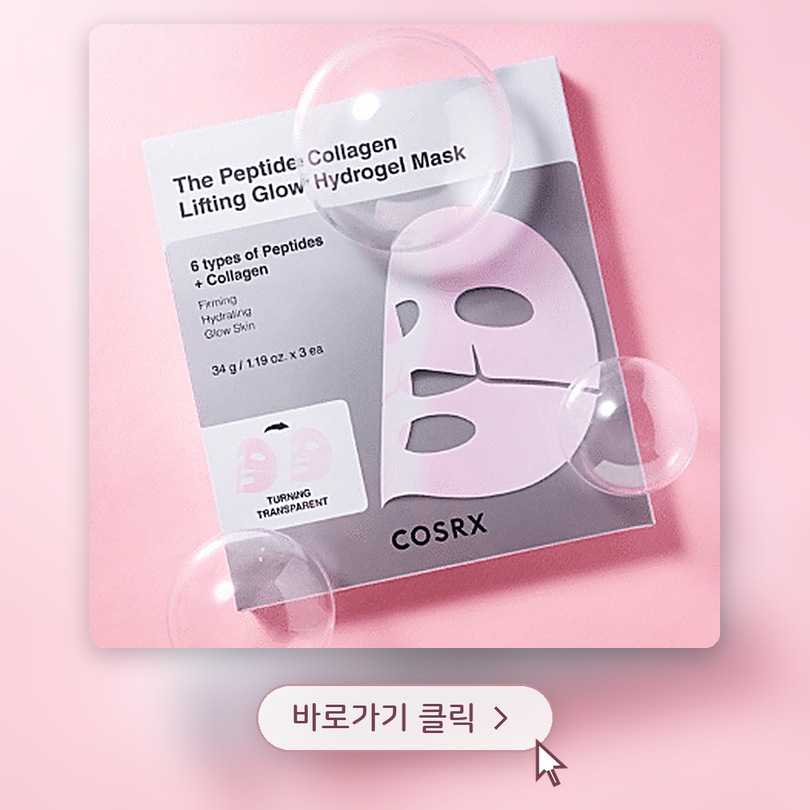 The Peptide Collagen
Lifting Glow Hydrogel Mask
6 types of Peptides
+ Collagen
Firming
Hydrating
Glow Skin
34 g / 1.19 oz. x 3 ea
TURNING
TRANSPARENT
COSRX
바로가기 클릭 >